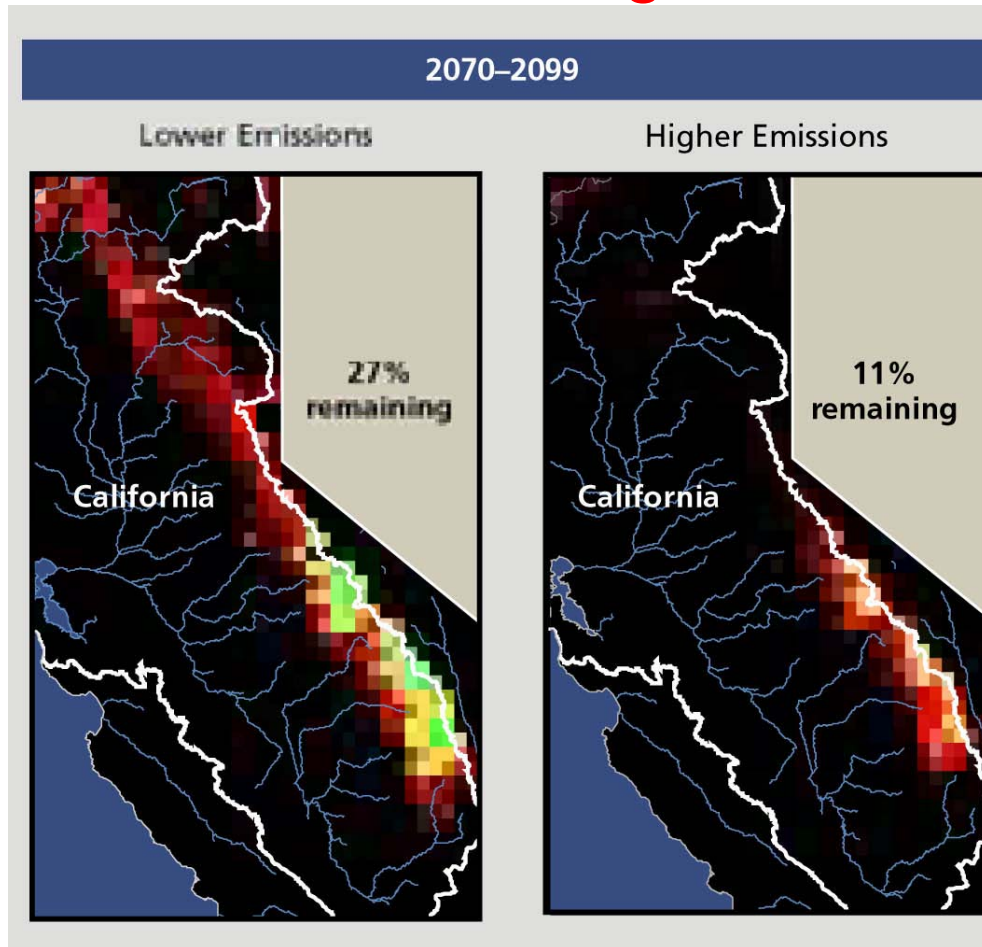 2070–2099
Lower Emissions
Higher Emissions
27%
remaining
11%
remaining
California
California